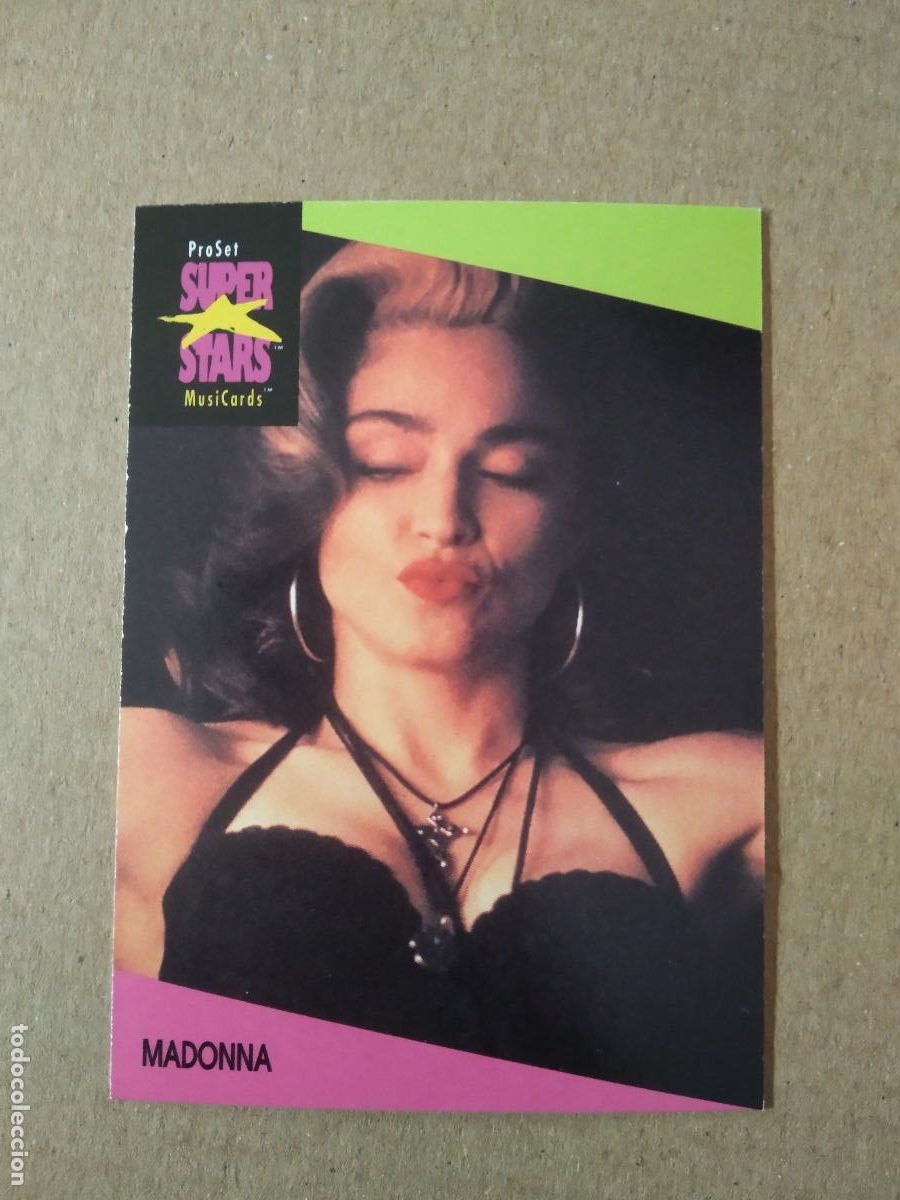 ProSet
SUPER
STARS™
MusiCards™
MADONNA
todocoleccion